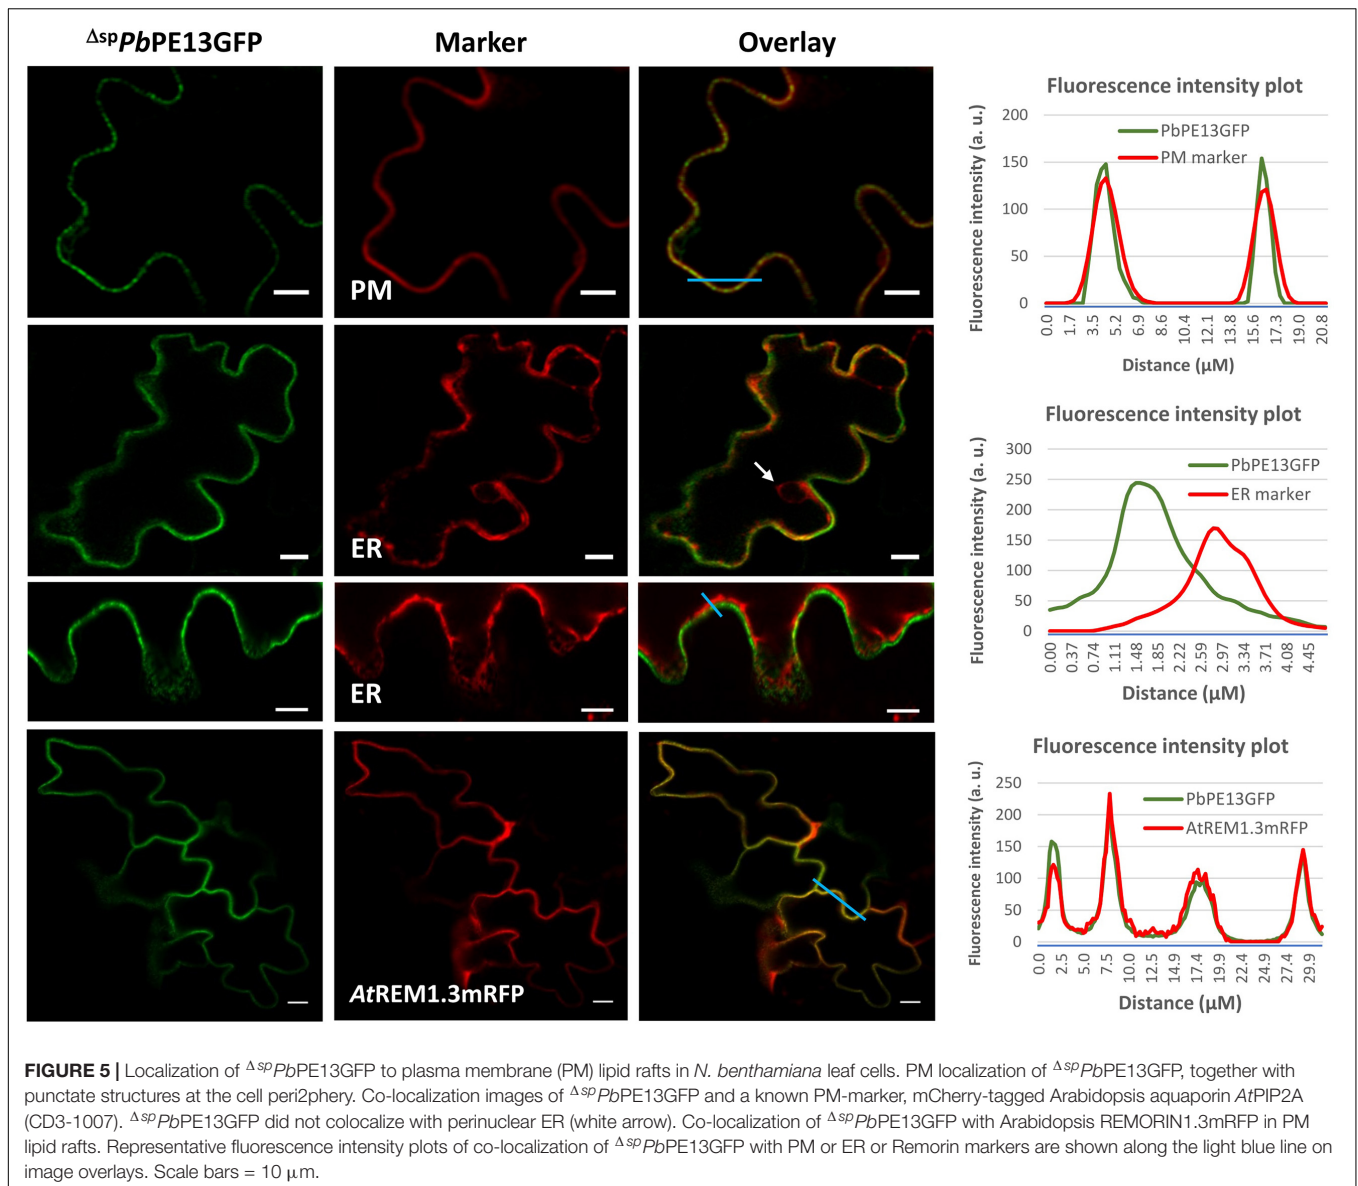 ΔspPbPE13GFP Marker Overlay
PM
Fluorescence intensity plot
Fluorescence intensity (a. u.)
200
150
100
50
0
PbPE13GFP
PM marker
0.0 1.7 3.5 5.2 6.9 8.6 10.4 12.1 13.8 15.6 17.3 19.0 20.8
Distance (μM)
ER
ER
Fluorescence intensity plot
Fluorescence intensity (a. u.)
300
250
200
150
100
50
0
PbPE13GFP
ER marker
0.00 0.37 0.74 1.11 1.48 1.85 2.22 2.59 2.97 3.34 3.71 4.08 4.45
Distance (μM)
AtREM1.3mRFP
Fluorescence intensity plot
Fluorescence intensity (a. u.)
250
200
150
100
50
0
PbPE13GFP
AtREM1.3mRFP
0.0 2.5 5.0 7.5 10.0 12.5 14.9 17.4 19.9 22.4 24.9 27.4 29.9
Distance (μM)
FIGURE 5 | Localization of ΔspPbPE13GFP to plasma membrane (PM) lipid rafts in N. benthamiana leaf cells. PM localization of ΔspPbPE13GFP, together with
punctate structures at the cell peri2phery. Co-localization images of ΔspPbPE13GFP and a known PM-marker, mCherry-tagged Arabidopsis aquaporin AtPIP2A
(CD3-1007). ΔspPbPE13GFP did not colocalize with perinuclear ER (white arrow). Co-localization of ΔspPbPE13GFP with Arabidopsis REMORIN1.3mRFP in PM
lipid rafts. Representative fluorescence intensity plots of co-localization of ΔspPbPE13GFP with PM or ER or Remorin markers are shown along the light blue line on
image overlays. Scale bars = 10 μm.